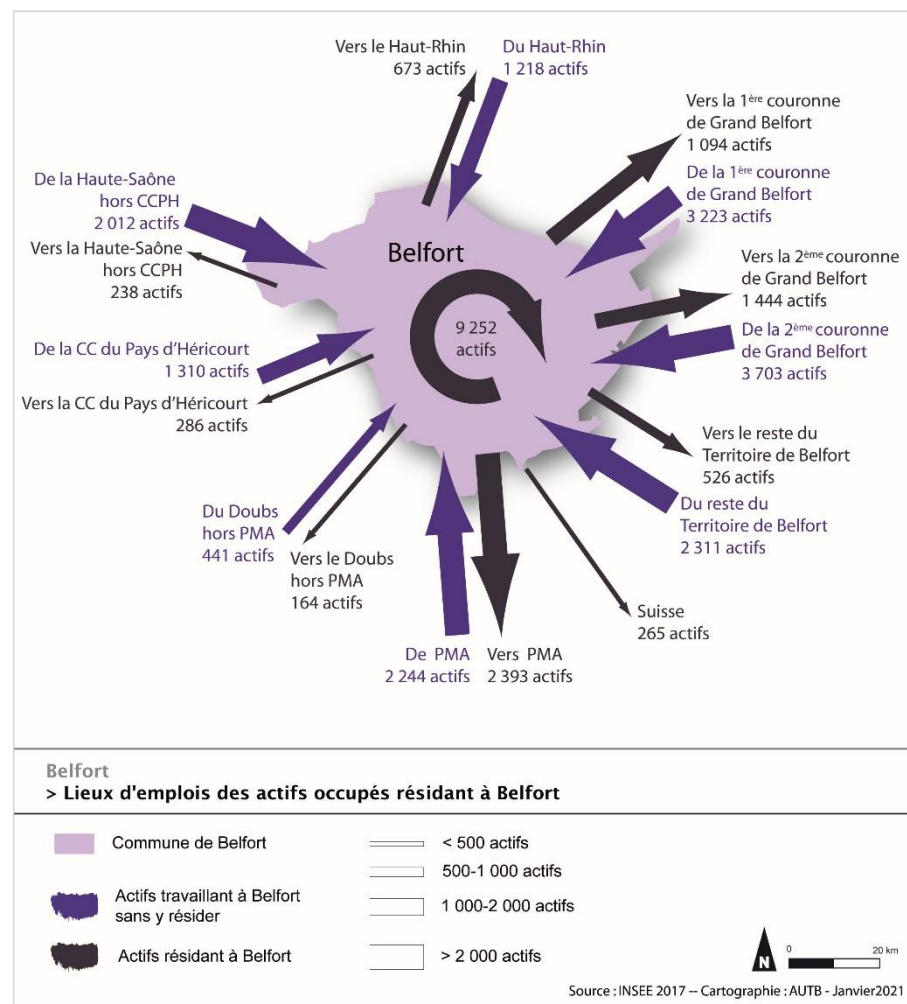 Vers le Haut-Rhin
673 actifs
Du Haut-Rhin
1 218 actifs
Vers la 1ère couronne
de Grand Belfort
1 094 actifs
De la 1ère couronne
de Grand Belfort
3 223 actifs
De la Haute-Saône
hors CCPH
2 012 actifs
Vers la Haute-Saône
hors CCPH
238 actifs
Belfort
9 252
actifs
Vers la 2ème couronne
de Grand Belfort
1 444 actifs
De la 2ème couronne
de Grand Belfort
3 703 actifs
De la CC du Pays d'Héricourt
1 310 actifs
Vers la CC du Pays d'Héricourt
286 actifs
Vers le reste du
Territoire de Belfort
526 actifs
Du reste du
Territoire de Belfort
2 311 actifs
Du Doubs
hors PMA
441 actifs
Vers le Doubs
hors PMA
164 actifs
Suisse
265 actifs
De PMA
2 244 actifs
Vers PMA
2 393 actifs
Belfort
> Lieux d'emplois des actifs occupés résidant à Belfort
Commune de Belfort
Actifs travaillant à Belfort
sans y résider
Actifs résidant à Belfort
< 500 actifs
500-1 000 actifs
1 000-2 000 actifs
> 2 000 actifs
N
0 20 km
Source : INSEE 2017 -- Cartographie : AUTB - Janvier2021